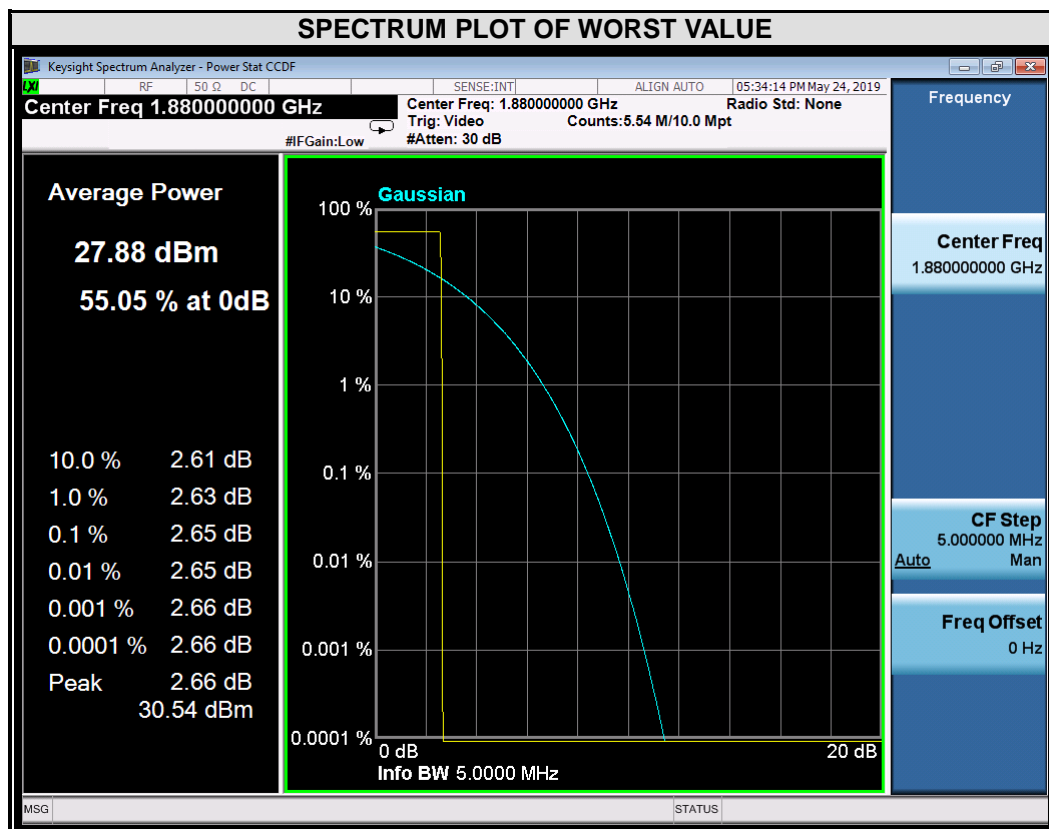 SPECTRUM PLOT OF WORST VALUE
Keysight Spectrum Analyzer - Power Stat CCDF
LXI RF 50 Ω DC SENSE:INT ALIGN AUTO 05:34:14 PM May 24, 2019
Center Freq 1.880000000 GHz
Center Freq: 1.880000000 GHz Radio Std: None
Trig: Video Counts:5.54 M/10.0 Mpt
#IFGain:Low #Atten: 30 dB
Frequency
Average Power
27.88 dBm
55.05 % at 0dB
10.0 % 2.61 dB
1.0 % 2.63 dB
0.1 % 2.65 dB
0.01 % 2.65 dB
0.001 % 2.66 dB
0.0001 % 2.66 dB
Peak 2.66 dB
30.54 dBm
Gaussian
100 %
10 %
1 %
0.1 %
0.01 %
0.001 %
0.0001 %
0 dB 20 dB
Info BW 5.0000 MHz
Center Freq
1.880000000 GHz
CF Step
5.000000 MHz
Auto Man
Freq Offset
0 Hz
MSG STATUS